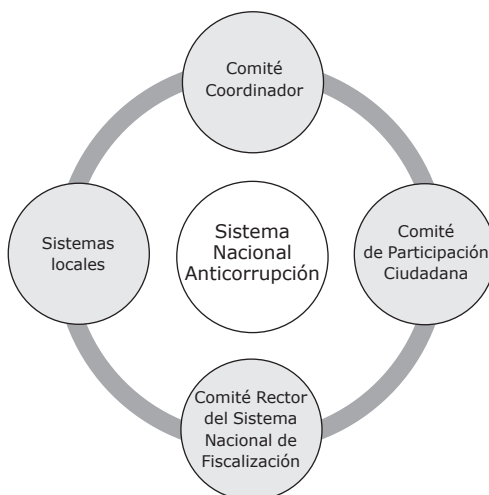 Comité
Coordinador
Sistemas
locales
Sistema
Nacional
Anticorrupción
Comité
de Participación
Ciudadana
Comité Rector
del Sistema
Nacional de
Fiscalización